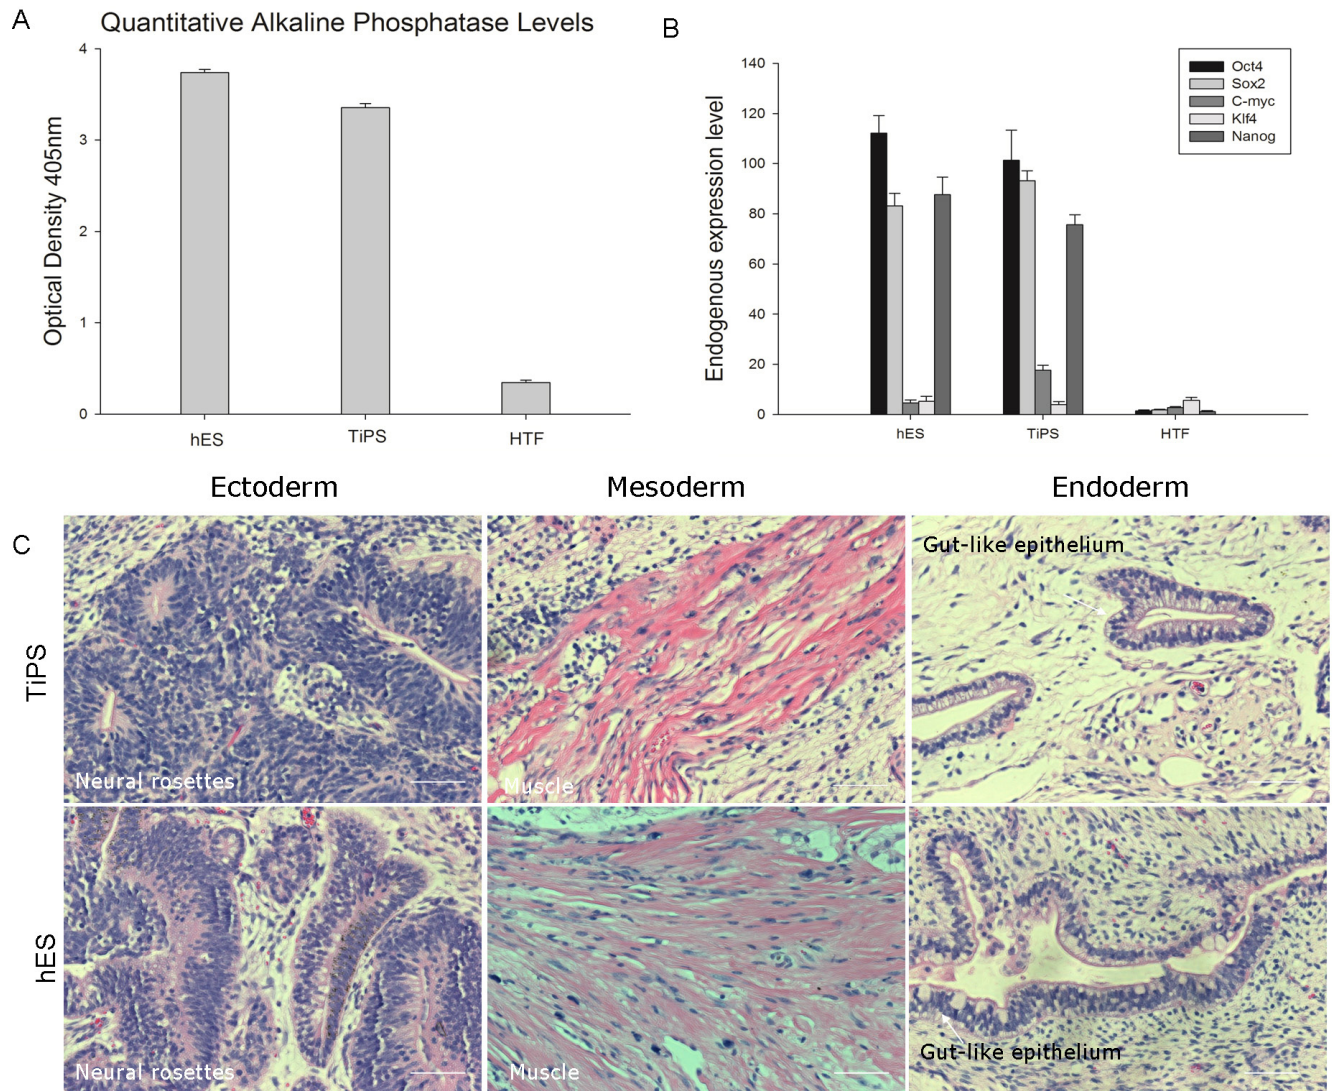 A
Quantitative Alkaline Phosphatase Levels
Optical Density 405nm
4
3
2
1
0
hES
TiPS
HTF
B
Endogenous expression level
140
120
100
80
60
40
20
0
Oct4
Sox2
C-myc
Klf4
Nanog
hES
TiPS
HTF
C
Ectoderm
Mesoderm
Endoderm
TiPS
Neural rosettes
Muscle
Gut-like epithelium
hES
Neural rosettes
Muscle
Gut-like epithelium